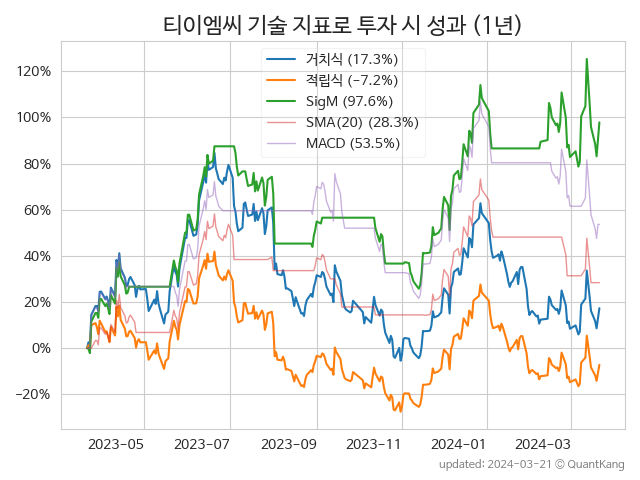 티이엠씨 기술 지표로 투자 시 성과 (1년)
거치식 (17.3%)
적립식 (−7.2%)
SigM (97.6%)
SMA(20) (28.3%)
MACD (53.5%)
120%
100%
80%
60%
40%
20%
0%
−20%
2023−05 2023−07 2023−09 2023−11 2024−01 2024−03
updated: 2024-03-21 © QuantKang